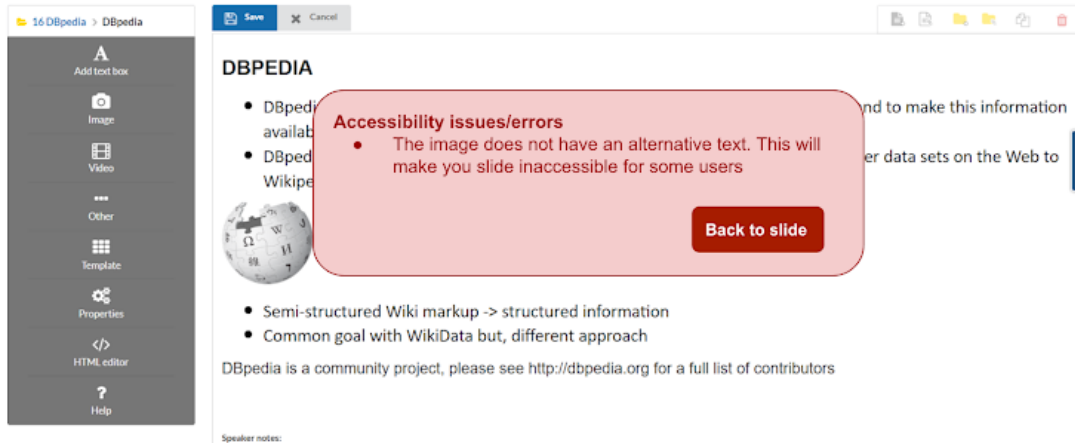 16 DBpedia > DBpedia
Save
Cancel
A
Add text box
Image
Video
Other
Template
Properties
</>
HTML editor
?
Help
DBPEDIA
DBpedi
nd to make this information
availab
DBped
er data sets on the Web to
Wikipe
Accessibility issues/errors
The image does not have an alternative text. This will
make you slide inaccessible for some users
Back to slide
Ω W И 7
Semi-structured Wiki markup -> structured information
Common goal with WikiData but, different approach
DBpedia is a community project, please see http://dbpedia.org for a full list of contributors
Speaker notes: